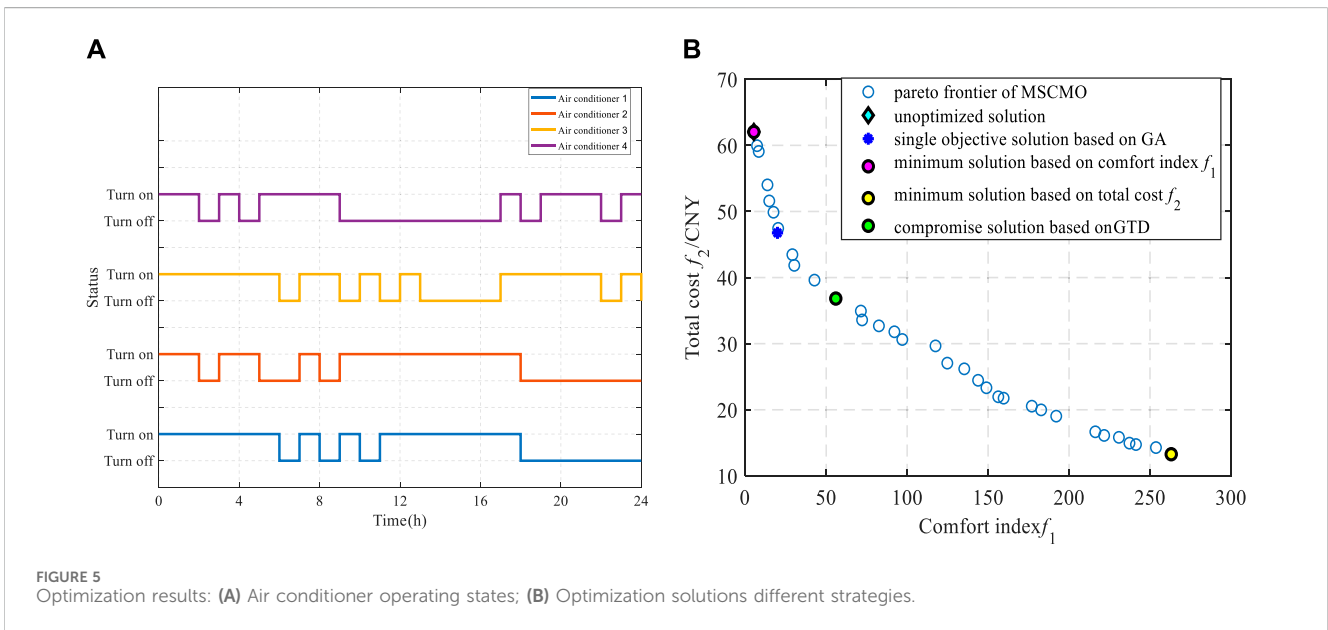 A
B
Air conditioner 1
Air conditioner 2
Air conditioner 3
Air conditioner 4
Turn on
Turn off
Turn on
Turn off
Turn on
Turn off
Turn on
Turn off
Status
0 4 8 12 16 20 24
Time(h)
70
60
50
40
30
20
10
Total cost f2/CNY
pareto frontier of MSCMO
unoptimized solution
single objective solution based on GA
minimum solution based on comfort index f1
minimum solution based on total cost f2
compromise solution based onGTD
0 50 100 150 200 250 300
Comfort indexf1
FIGURE 5
Optimization results: (A) Air conditioner operating states; (B) Optimization solutions different strategies.